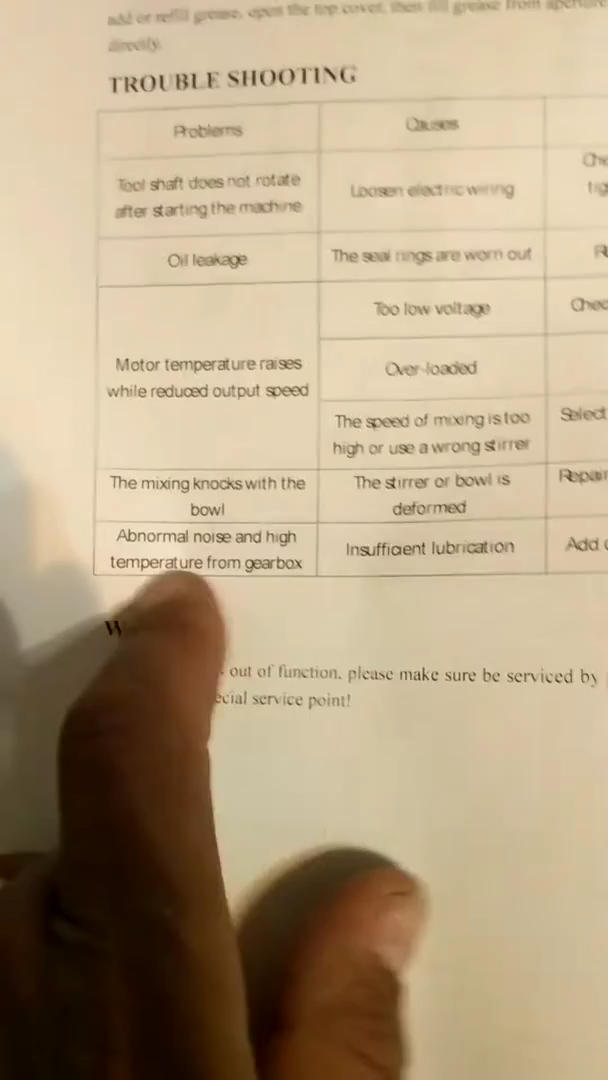 add or refill grease, open the top cover, then fill grease from aperture
directly.
TROUBLE SHOOTING
Problems
Causes
Tool shaft does not rotate
after starting the machine
Loosen electric wiring
Che
tig
Oil leakage
The seal rings are worn out
R
Motor temperature raises
while reduced output speed
Too low voltage
Chec
Over-loaded
The speed of mixing is too
high or use a wrong stirrer
Select
The mixing knocks with the
bowl
The stirrer or bowl is
deformed
Repair
Abnormal noise and high
temperature from gearbox
Insufficient lubrication
Add
W
out of function, please make sure be serviced by
ecial service point!